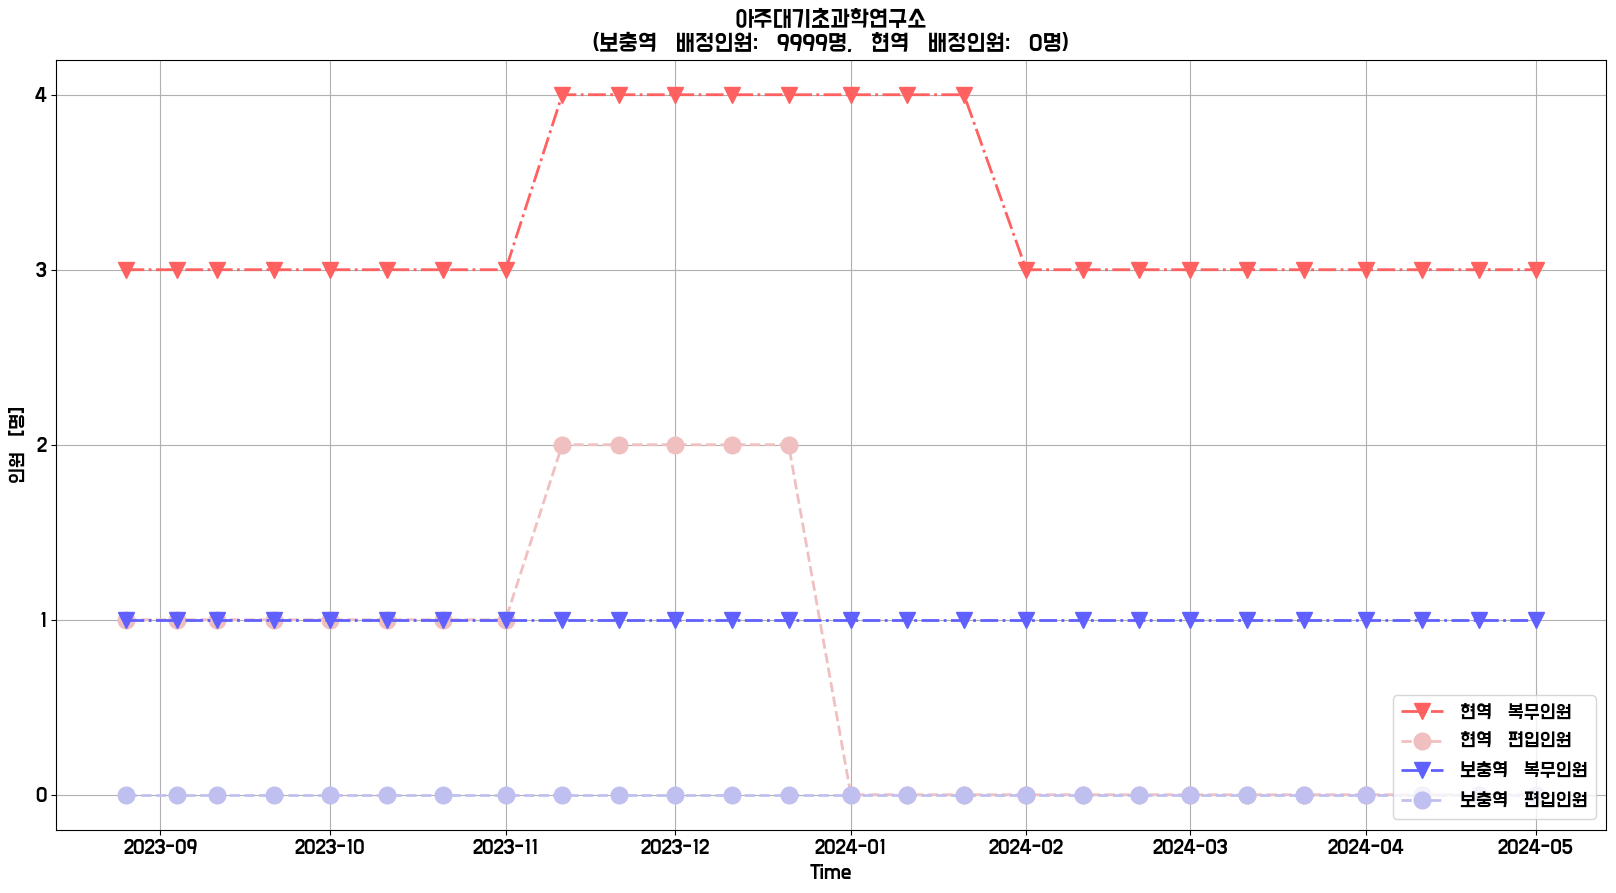 아주대기초과학연구소
(보충역 배정인원: 9999명, 현역 배정인원: 0명)
인원 [명]
4
3
2
1
0
2023-09 2023-10 2023-11 2023-12 2024-01 2024-02 2024-03 2024-04 2024-05
Time
현역 복무인원
현역 편입인원
보충역 복무인원
보충역 편입인원